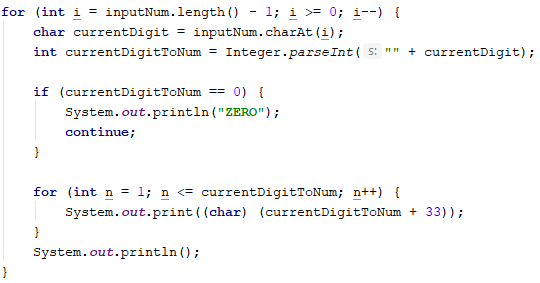 for (int i = inputNum.length() - 1; i >= 0; i--) {
    char currentDigit = inputNum.charAt(i);
    int currentDigitToNum = Integer.parseInt( s: "" + currentDigit);

    if (currentDigitToNum == 0) {
        System.out.println("ZERO");
        continue;
    }

    for (int n = 1; n <= currentDigitToNum; n++) {
        System.out.print((char) (currentDigitToNum + 33));
    }
    System.out.println();
}